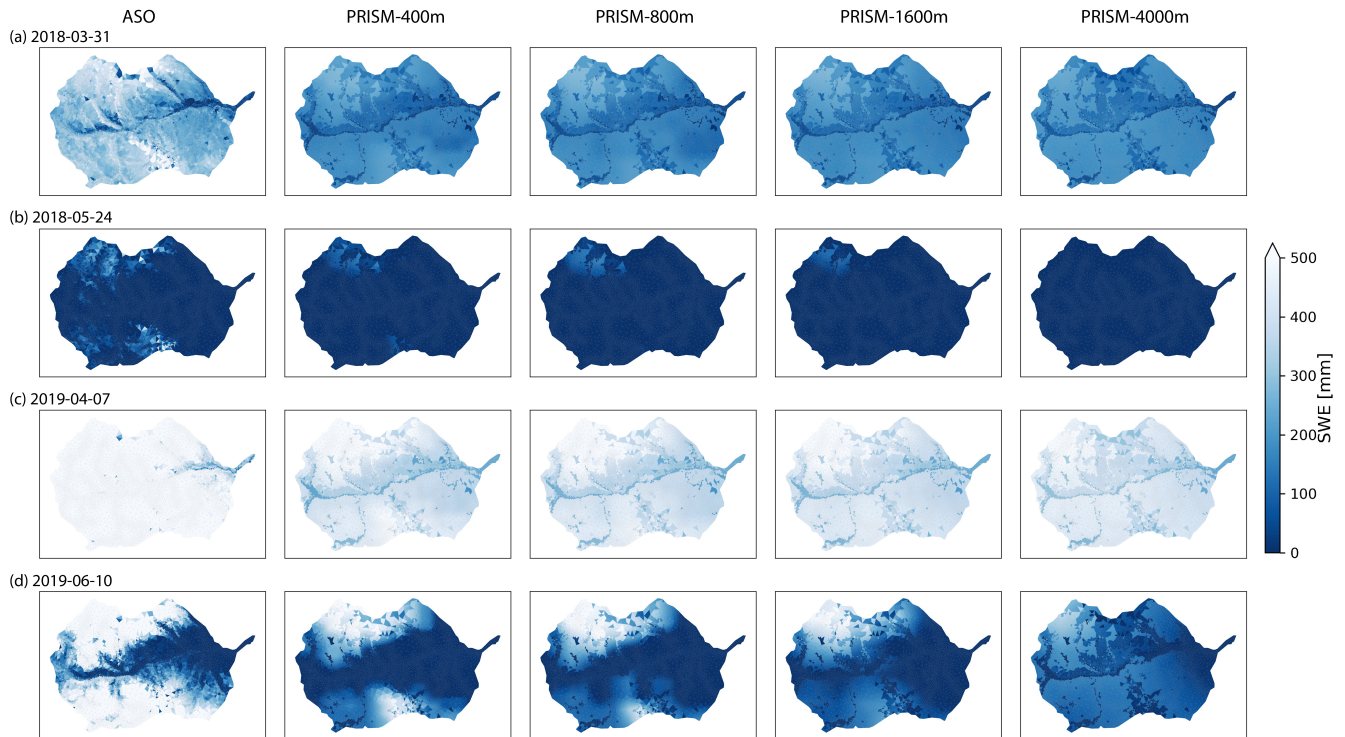 ASO PRISM-400m PRISM-800m PRISM-1600m PRISM-4000m
(a) 2018-03-31
(b) 2018-05-24
(c) 2019-04-07
(d) 2019-06-10
500
400
300
200
100
0
SWE [mm]